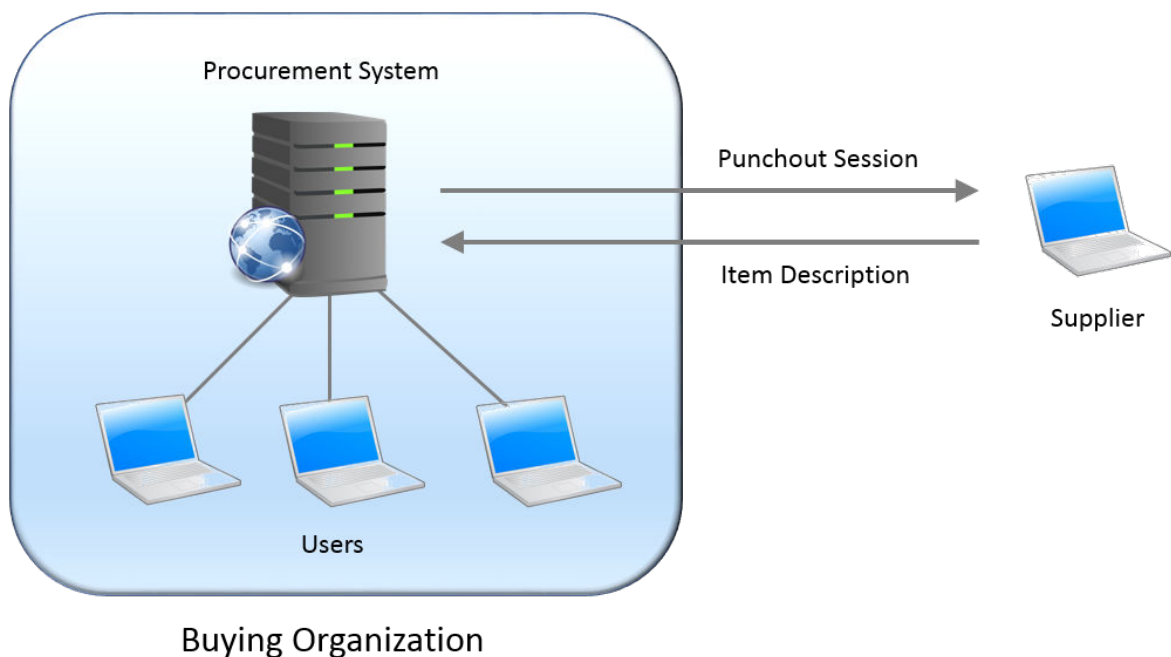 Procurement System
Punchout Session
Item Description
Supplier
Users
Buying Organization